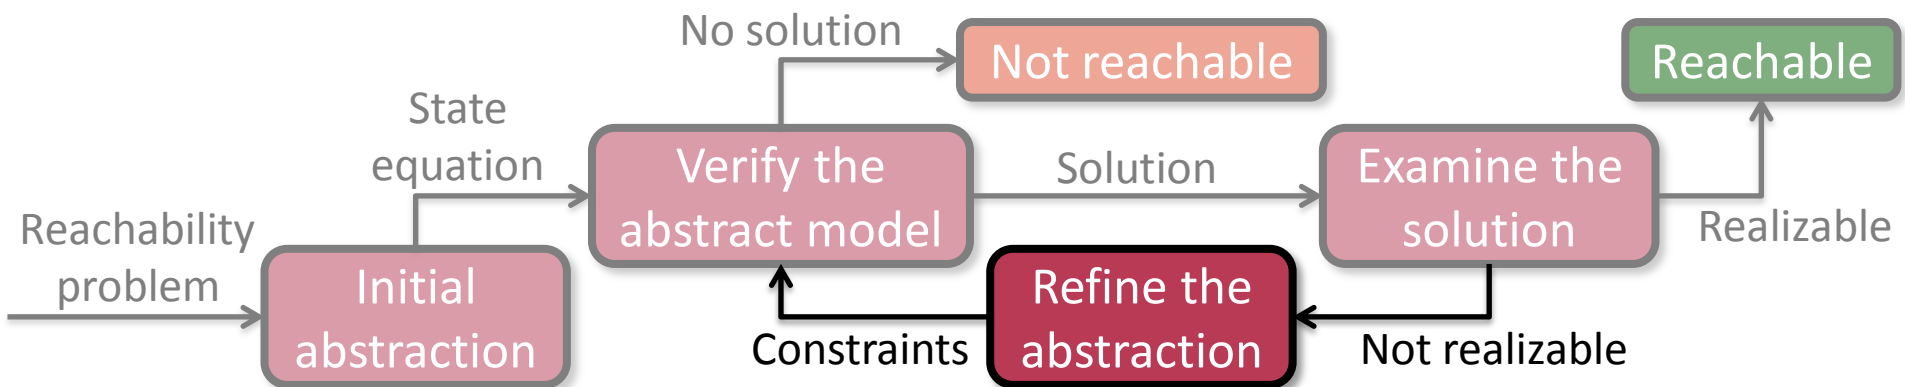 No solution
Not reachable
Reachable
State
equation
Verify the
abstract model
Solution
Examine the
solution
Realizable
Reachability
problem
Initial
abstraction
Constraints
Refine the
abstraction
Not realizable